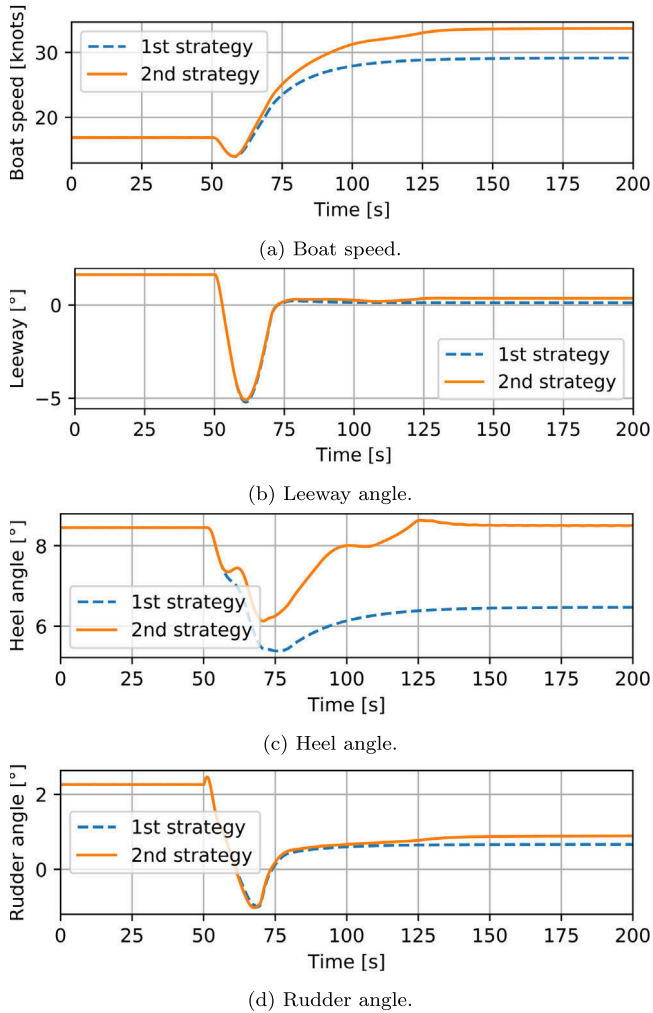 Boat speed [knots]
30
20
1st strategy
2nd strategy
0 25 50 75 100 125 150 175 200
Time [s]
(a) Boat speed.
Leeway [°]
0
−5
1st strategy
2nd strategy
0 25 50 75 100 125 150 175 200
Time [s]
(b) Leeway angle.
Heel angle [°]
8
6
1st strategy
2nd strategy
0 25 50 75 100 125 150 175 200
Time [s]
(c) Heel angle.
Rudder angle [°]
2
0
1st strategy
2nd strategy
0 25 50 75 100 125 150 175 200
Time [s]
(d) Rudder angle.